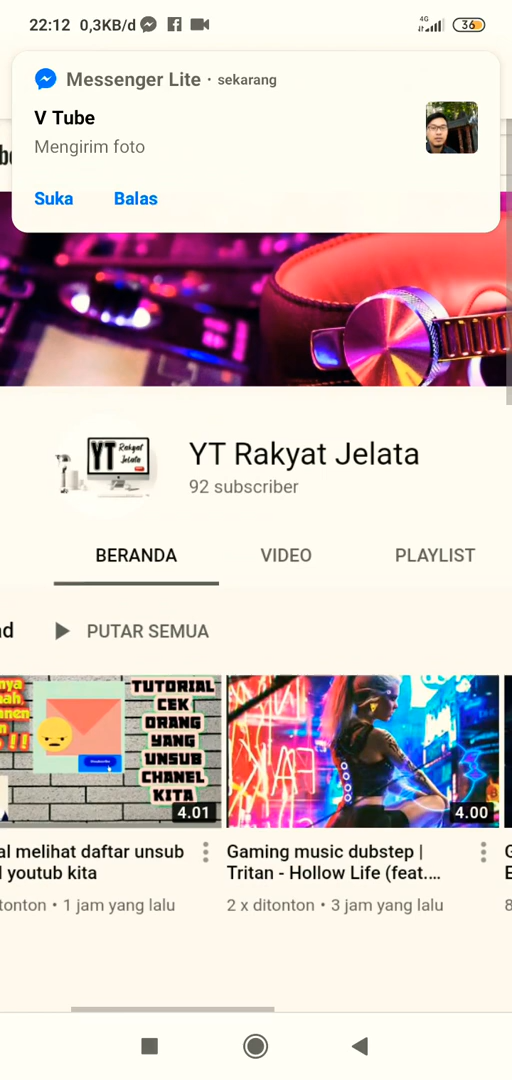 22:12 0,3KB/d
4G
36
Messenger Lite · sekarang
V Tube
Mengirim foto
Suka Balas
YT Rakyat Jelata
YT Rakyat Jelata
92 subscriber
BERANDA VIDEO PLAYLIST
PUTAR SEMUA
TUTORIAL
CEK
ORANG
YANG
UNSUB
CHANEL
KITA
4.01
4.00
al melihat daftar unsub
youtub kita
tonton • 1 jam yang lalu
Gaming music dubstep |
Tritan - Hollow Life (feat....
2 x ditonton • 3 jam yang lalu